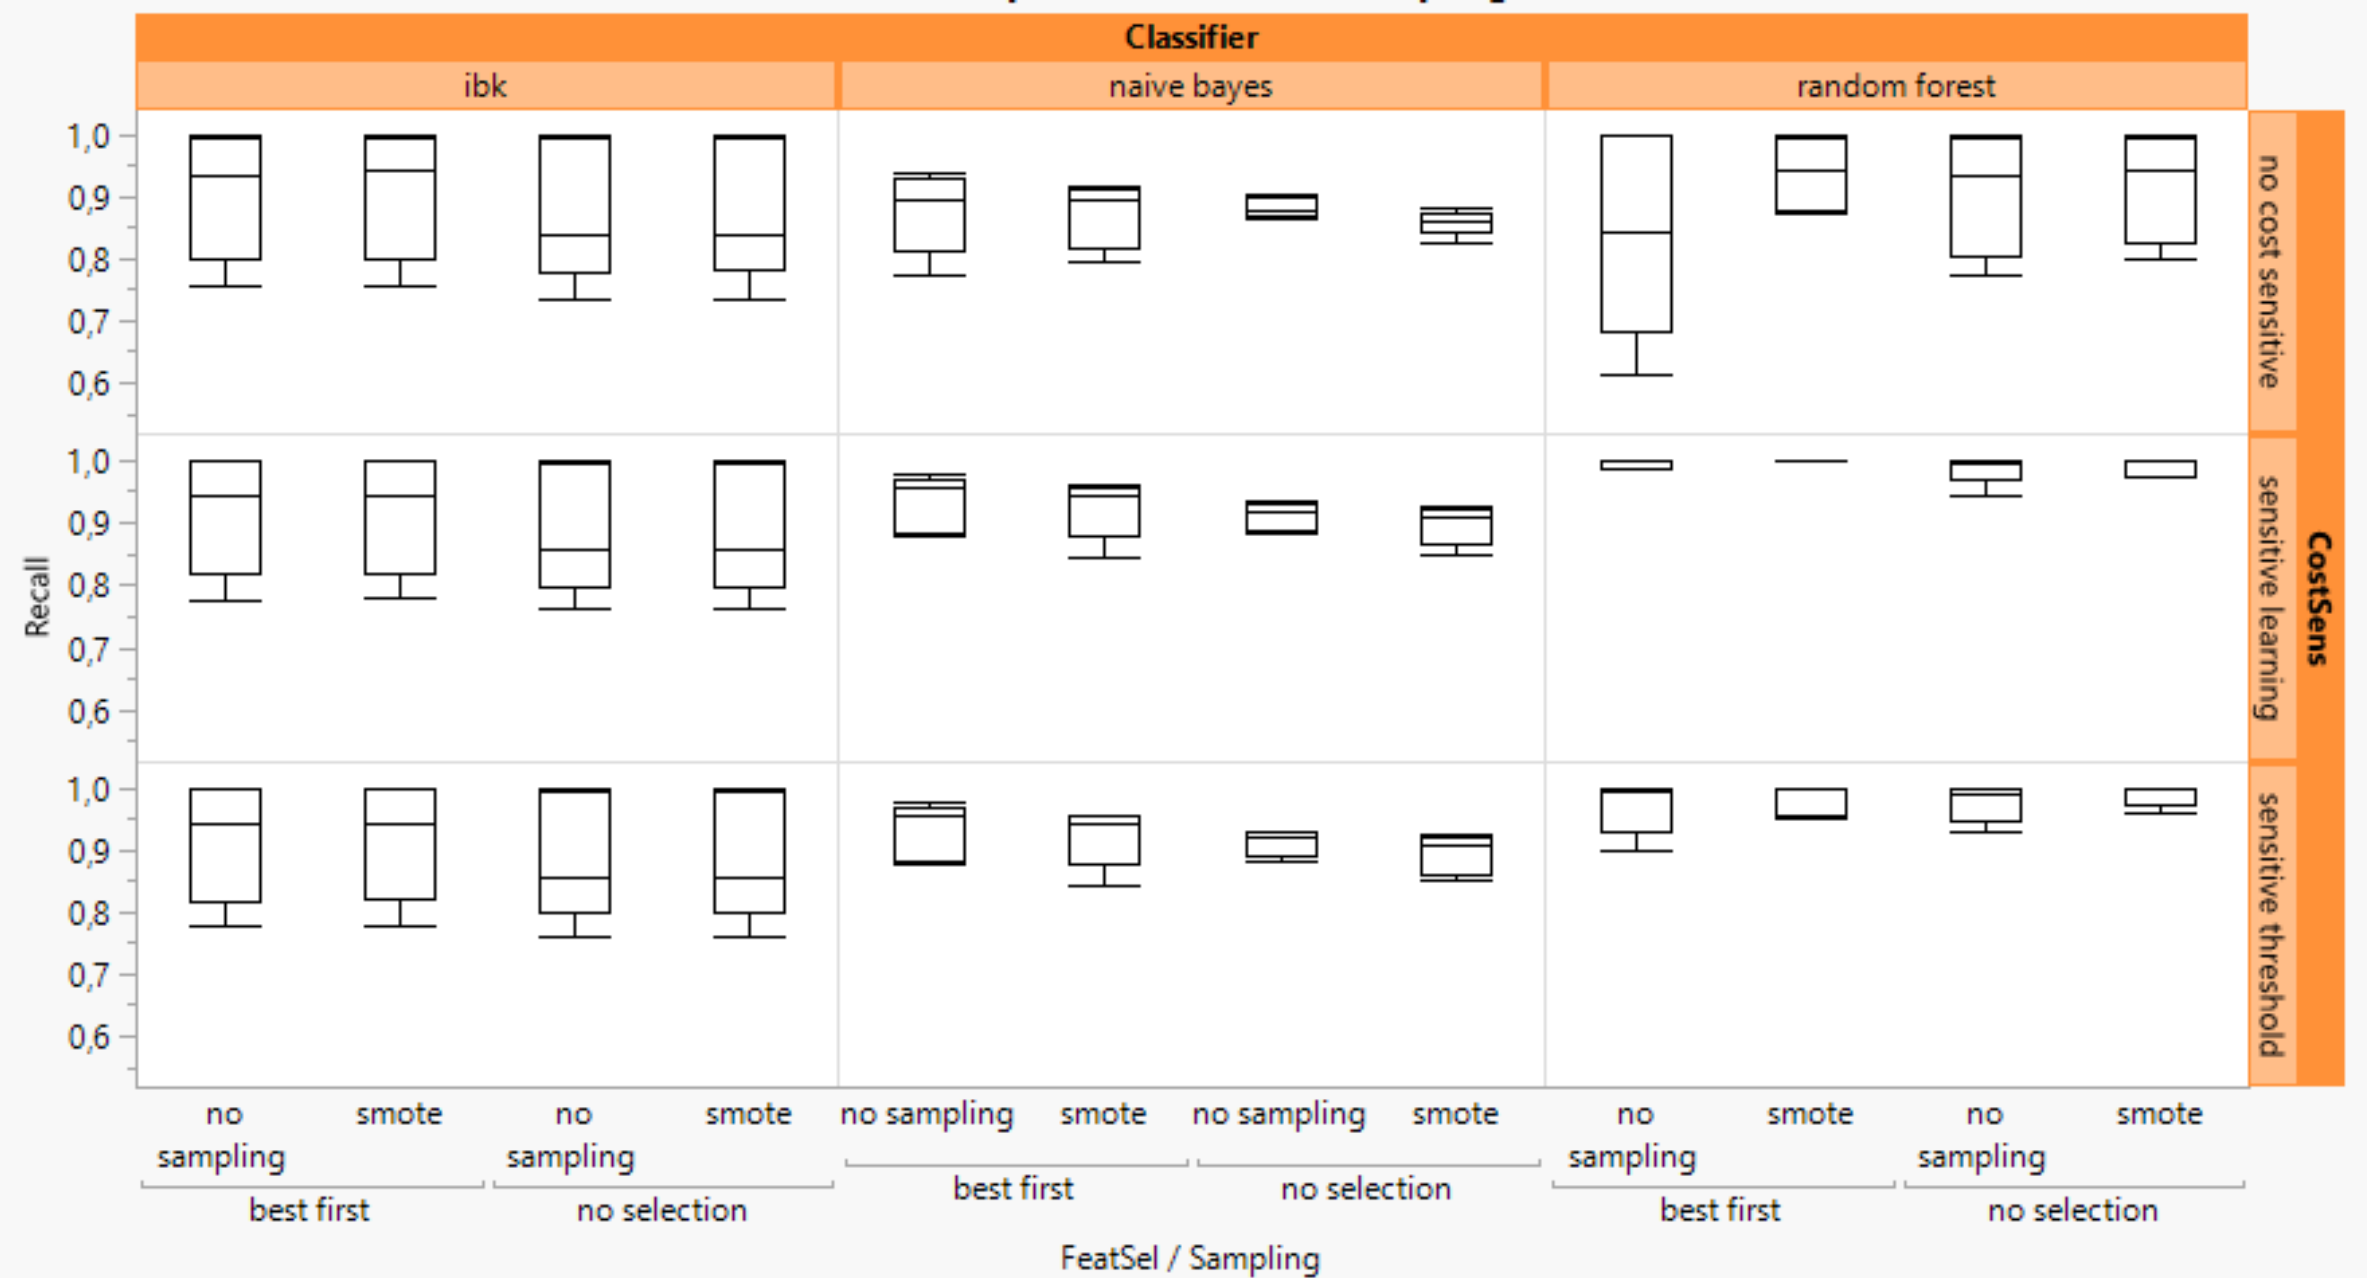 Classifier
ibk naive bayes random forest
1,0
0,9
0,8
0,7
0,6
no cost sensitive
1,0
0,9
0,8
0,7
0,6
sensitive learning
1,0
0,9
0,8
0,7
0,6
sensitive threshold
Recall
CostSens
no smote no smote no sampling smote no sampling smote no smote no smote
sampling sampling sampling sampling
best first no selection best first no selection best first no selection
FeatSel / Sampling